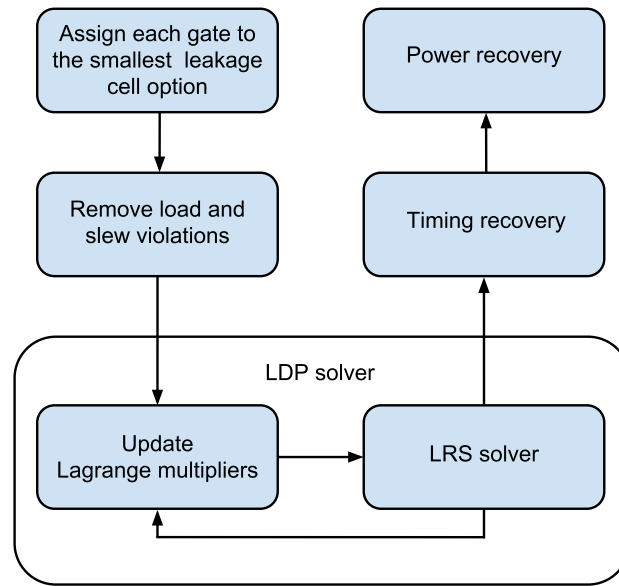 Assign each gate to
the smallest leakage
cell option
Remove load and
slew violations
Power recovery
Timing recovery
LDP solver
Update
Lagrange multipliers
LRS solver